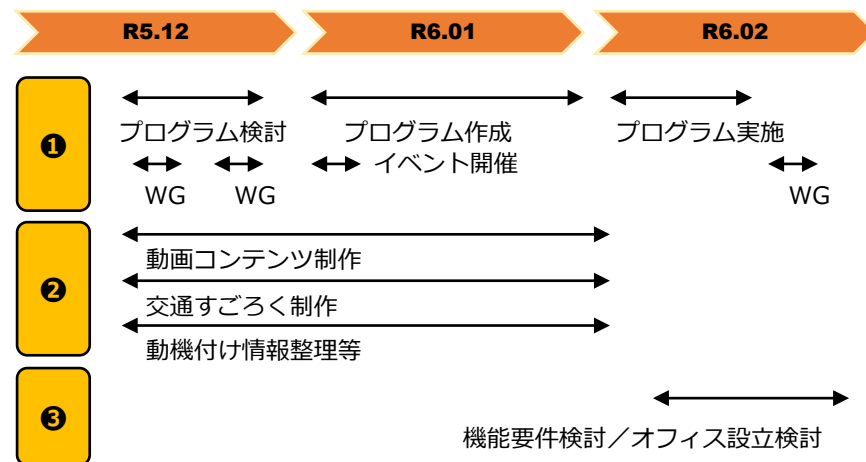 R5.12 R6.01 R6.02
❶
プログラム検討 プログラム作成 プログラム実施
イベント開催
WG WG WG
❷
動画コンテンツ制作
交通すごろく制作
動機付け情報整理等
❸
機能要件検討／オフィス設立検討